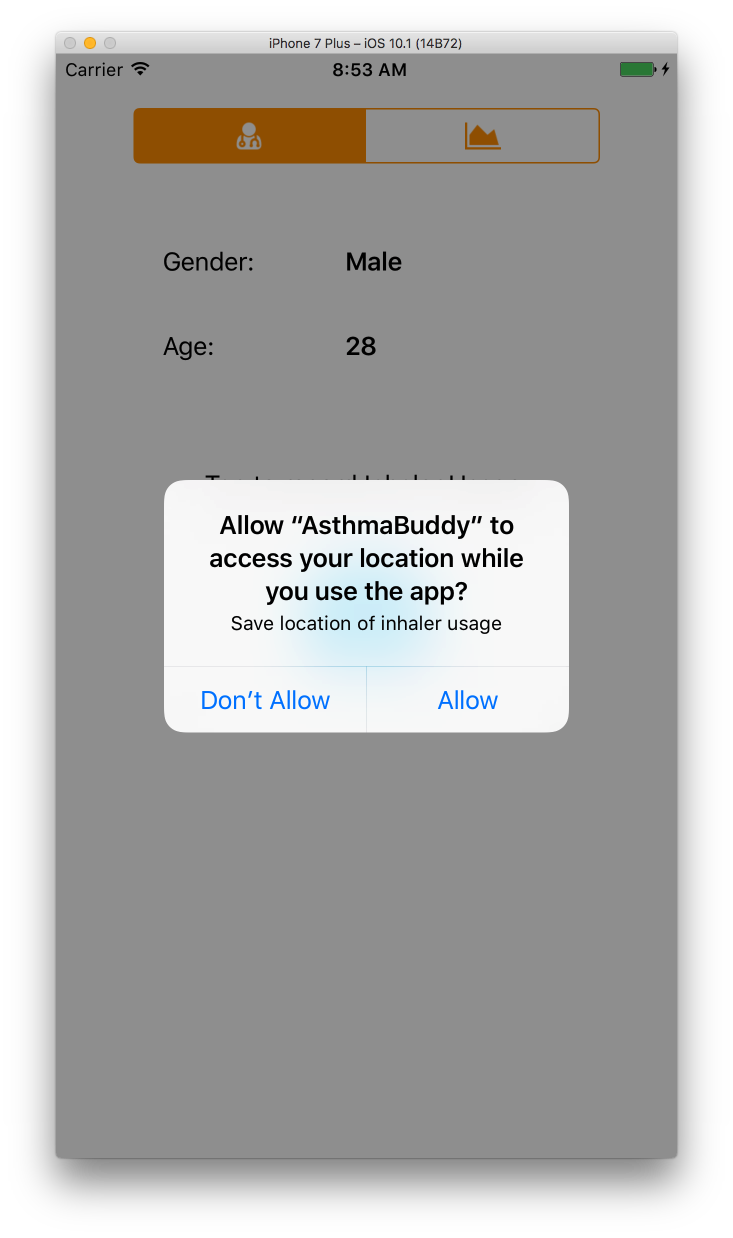 iPhone 7 Plus – iOS 10.1 (14B72)
Carrier 8:53 AM
Gender: Male
Age: 28
Allow “AsthmaBuddy” to
access your location while
you use the app?
Save location of inhaler usage
Don’t Allow Allow